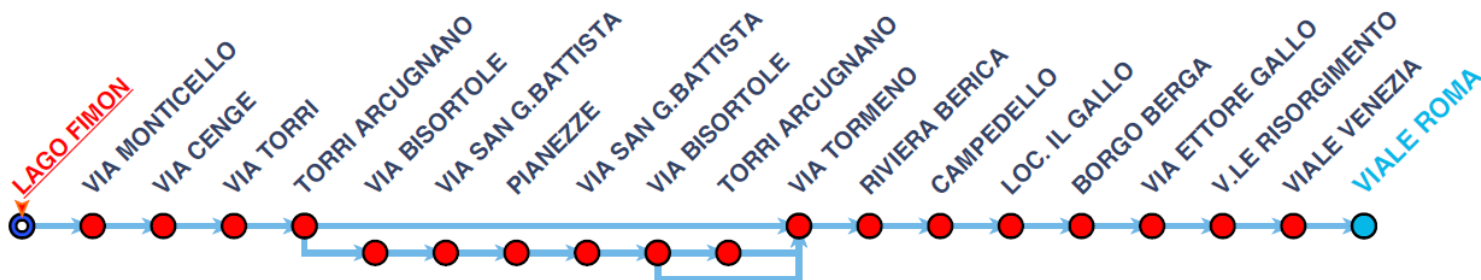 LAGO FIMON
VIA MONTICELLO
VIA CENGE
VIA TORRI
TORRI ARCUGNANO
VIA BISORTOLE
VIA SAN G.BATTISTA
PIANEZZE
VIA SAN G.BATTISTA
VIA BISORTOLE
TORRI ARCUGNANO
VIA TORMENO
RIVIERA BERICA
CAMPEDELLO
LOC. IL GALLO
BORGO BERGA
VIA ETTORE GALLO
V.LE RISORGIMENTO
VIALE VENEZIA
VIALE ROMA